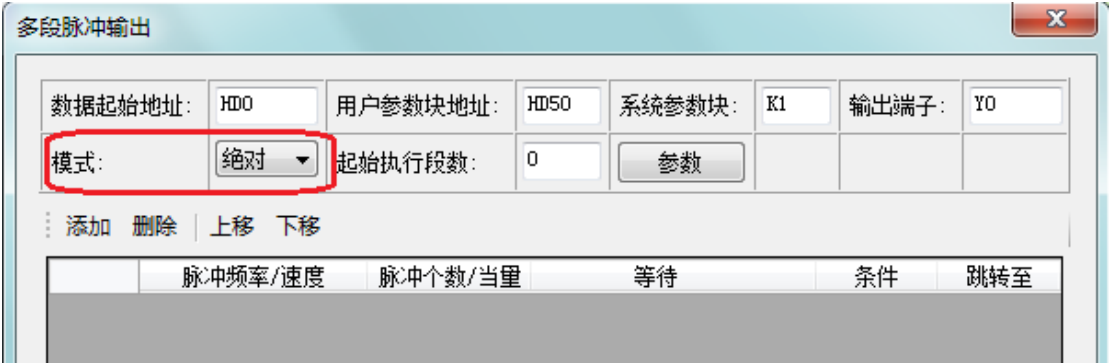 多段脉冲输出
数据起始地址: HD0 用户参数块地址: HD50 系统参数块: K1 输出端子: Y0
模式: 绝对 起始执行段数: 0 参数
添加 删除 上移 下移
脉冲频率/速度 脉冲个数/当量 等待 条件 跳转至